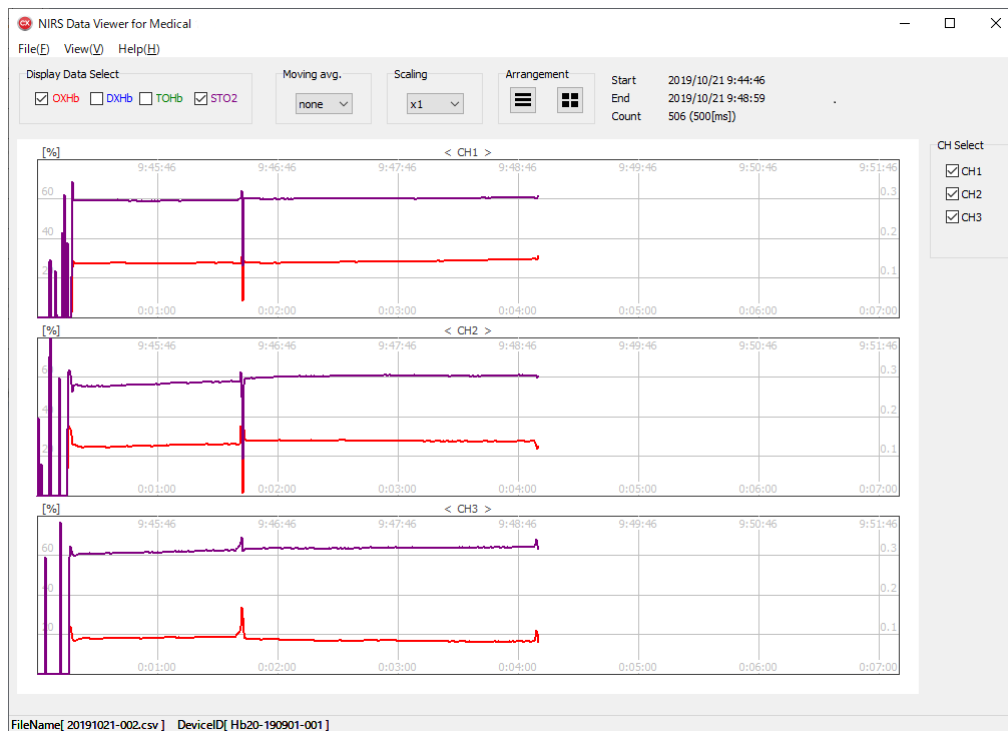 NIRS Data Viewer for Medical
File(F) View(V) Help(H)
Display Data Select
OXHb DXHb TOHb STO2
Moving avg.
none
Scaling
x1
Arrangement
Start 2019/10/21 9:44:46
End 2019/10/21 9:48:59
Count 506 (500[ms])
CH Select
CH1
CH2
CH3
[%] < CH1 >
9:45:46 9:46:46 9:47:46 9:48:46 9:49:46 9:50:46 9:51:46
60 0.3
40 0.2
20 0.1
0:01:00 0:02:00 0:03:00 0:04:00 0:05:00 0:06:00 0:07:00
[%] < CH2 >
9:45:46 9:46:46 9:47:46 9:48:46 9:49:46 9:50:46 9:51:46
60 0.3
40 0.2
20 0.1
0:01:00 0:02:00 0:03:00 0:04:00 0:05:00 0:06:00 0:07:00
[%] < CH3 >
9:45:46 9:46:46 9:47:46 9:48:46 9:49:46 9:50:46 9:51:46
60 0.3
40 0.2
20 0.1
0:01:00 0:02:00 0:03:00 0:04:00 0:05:00 0:06:00 0:07:00
FileName[ 20191021-002.csv ] DeviceID[ Hb20-190901-001 ]